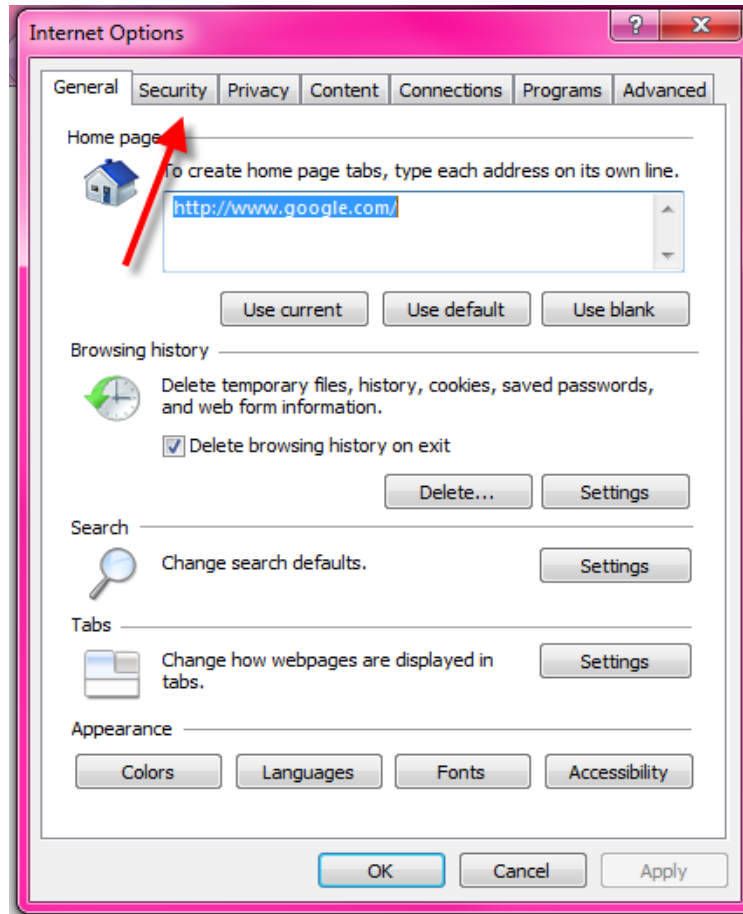 Internet Options
General Security Privacy Content Connections Programs Advanced
Home page
To create home page tabs, type each address on its own line.
http://www.google.com/
Use current Use default Use blank
Browsing history
Delete temporary files, history, cookies, saved passwords,
and web form information.
Delete browsing history on exit
Delete... Settings
Search
Change search defaults.
Settings
Tabs
Change how webpages are displayed in
tabs.
Settings
Appearance
Colors Languages Fonts Accessibility
OK Cancel Apply